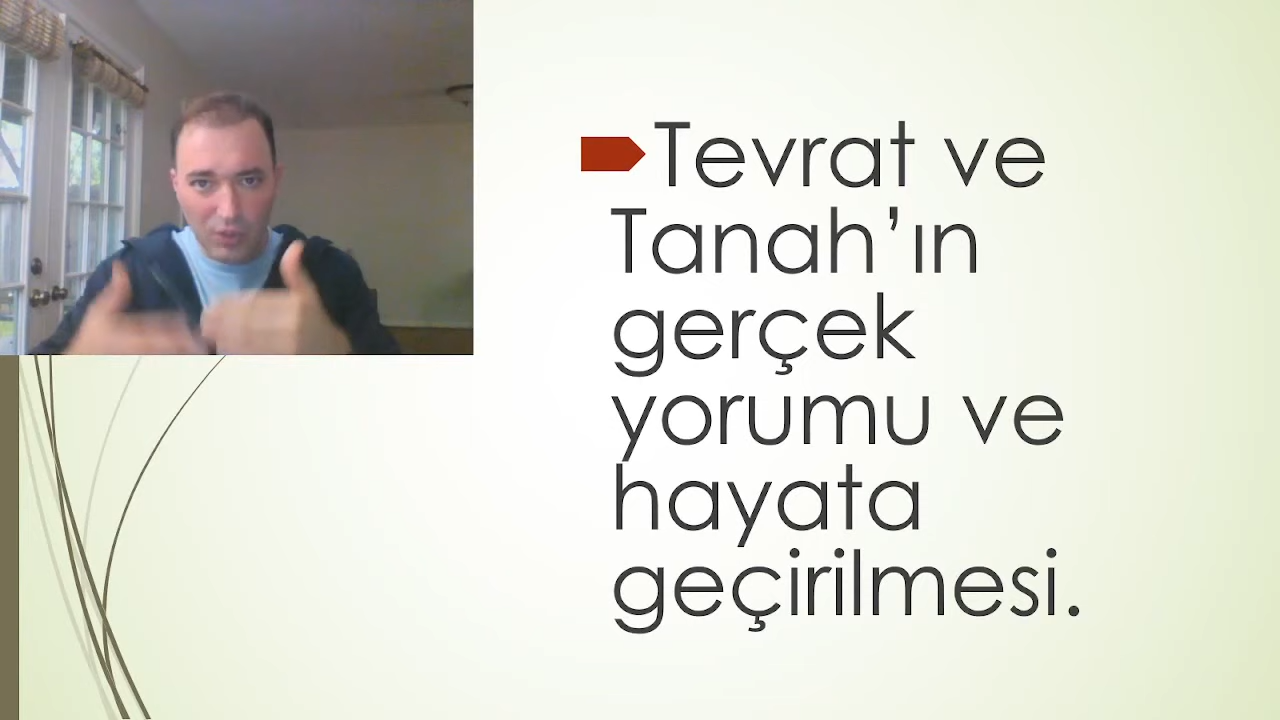 Tevrat ve
Tanah’ın
gerçek
yorumu ve
hayata
geçirilmesi.